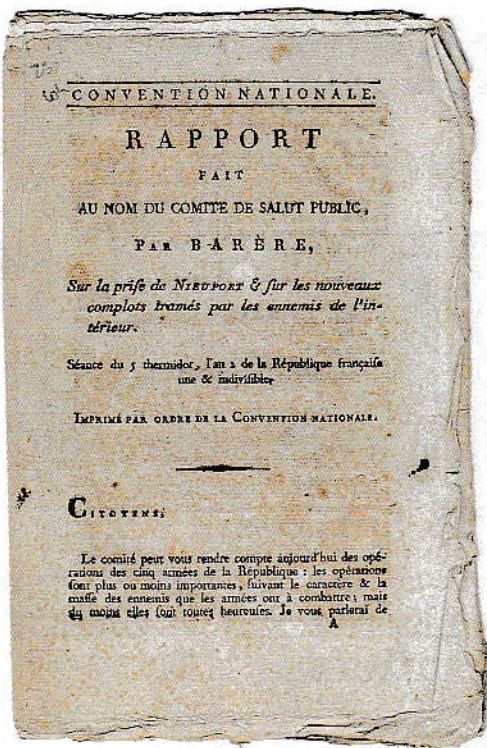 CONVENTION NATIONALE.
RAPPORT
FAIT
AU NOM DU COMITÉ DE SALUT PUBLIC,
PAR BARÈRE,
Sur la prise de NIEUPORT & sur les nouveaux
complots tramés par les ennemis de l'in-
térieur.
Séance du 5 thermidor, l'an 2 de la République française
une & indivisible,
IMPRIMÉ PAR ORDRE DE LA CONVENTION NATIONALE.
CITOYENS,
Le comité peut vous rendre compte aujourd'hui des opé-
rations des cinq armées de la République : les opérations
sont plus ou moins importantes, suivant le caractère & la
masse des ennemis que les armées ont à combattre ; mais
du moins elles sont toutes heureuses. Je vous parlerai de
A